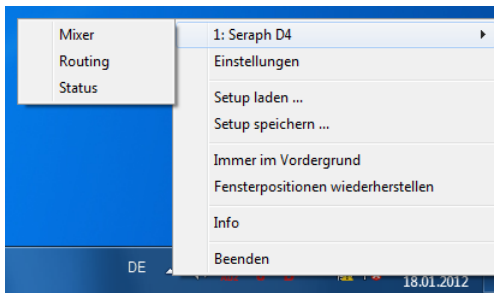 Mixer
Routing
Status
1: Seraph D4
Einstellungen
Setup laden ...
Setup speichern ...
Immer im Vordergrund
Fensterpositionen wiederherstellen
Info
Beenden
DE
18.01.2012